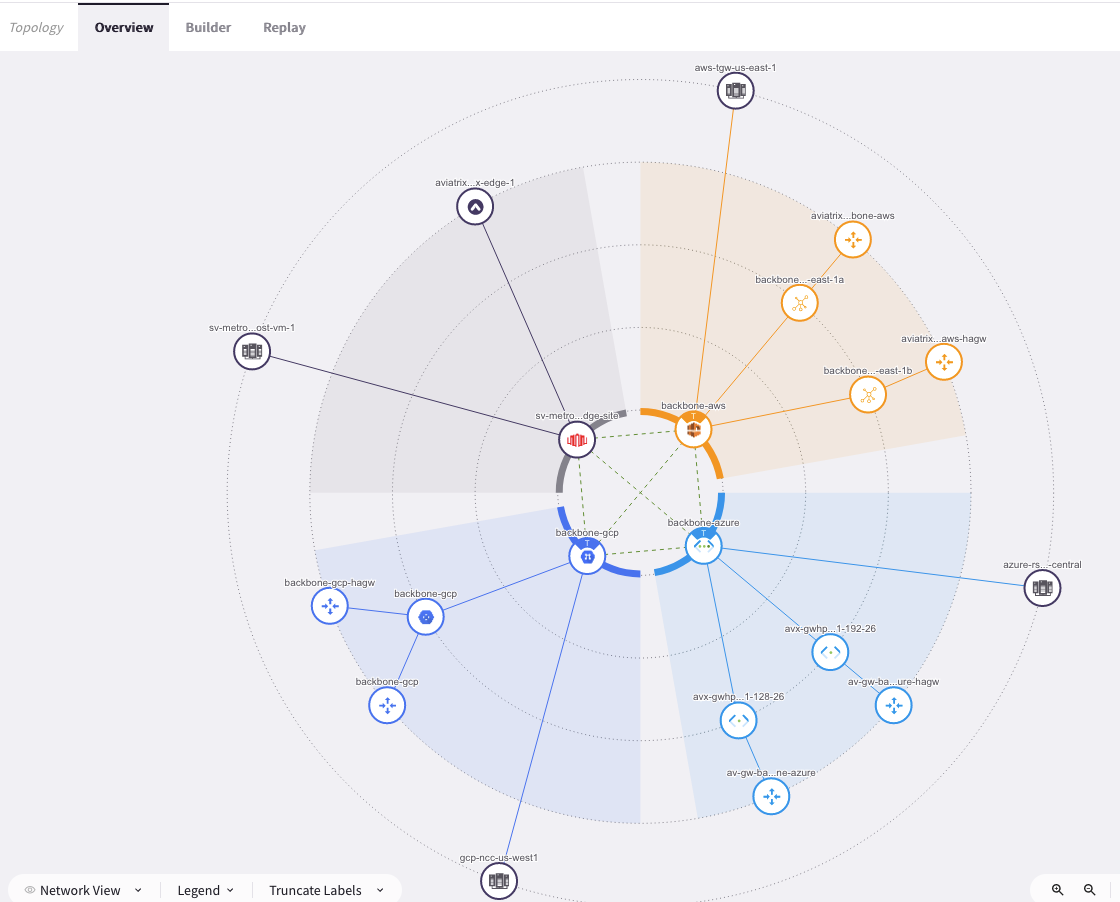 Topology
Overview
Builder
Replay
aws-tgw-us-east-1
aviatrix...x-edge-1
aviatrix...bone-aws
backbone...-east-1a
sv-metro...ost-vm-1
aviatrix...aws-hagw
backbone...-east-1b
backbone-aws
T
sv-metro...dge-site
backbone-azure
T
backbone-gcp
T
azure-rs...-central
backbone-gcp-hagw
backbone-gcp
avx-gwhp...1-192-26
backbone-gcp
av-gw-ba...ure-hagw
avx-gwhp...1-128-26
av-gw-ba...ne-azure
gcp-ncc-us-west1
Network View
Legend
Truncate Labels